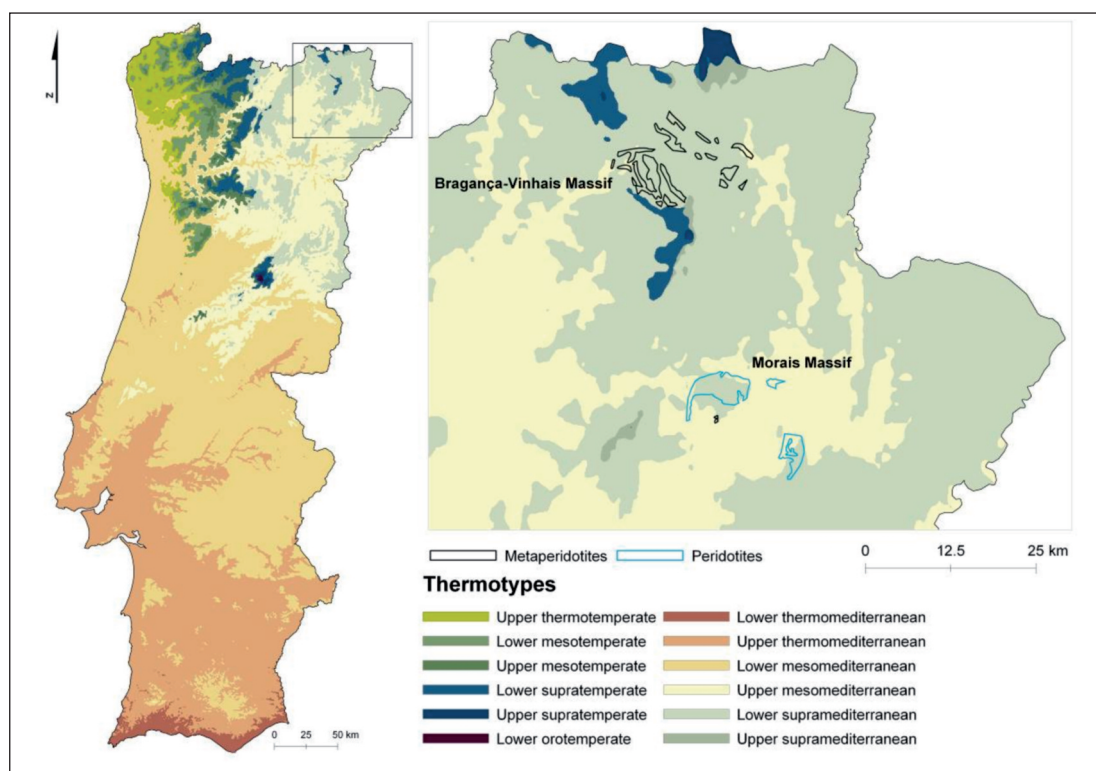 N
Bragança-Vinhais Massif
Morais Massif
Metaperidotites
Peridotites
0 12.5 25 km
Thermotypes
Upper thermotemperate
Lower thermomediterranean
Lower mesotemperate
Upper thermomediterranean
Upper mesotemperate
Lower mesomediterranean
Lower supratemperate
Upper mesomediterranean
Upper supratemperate
Lower supramediterranean
Lower orotemperate
Upper supramediterranean
0 25 50 km